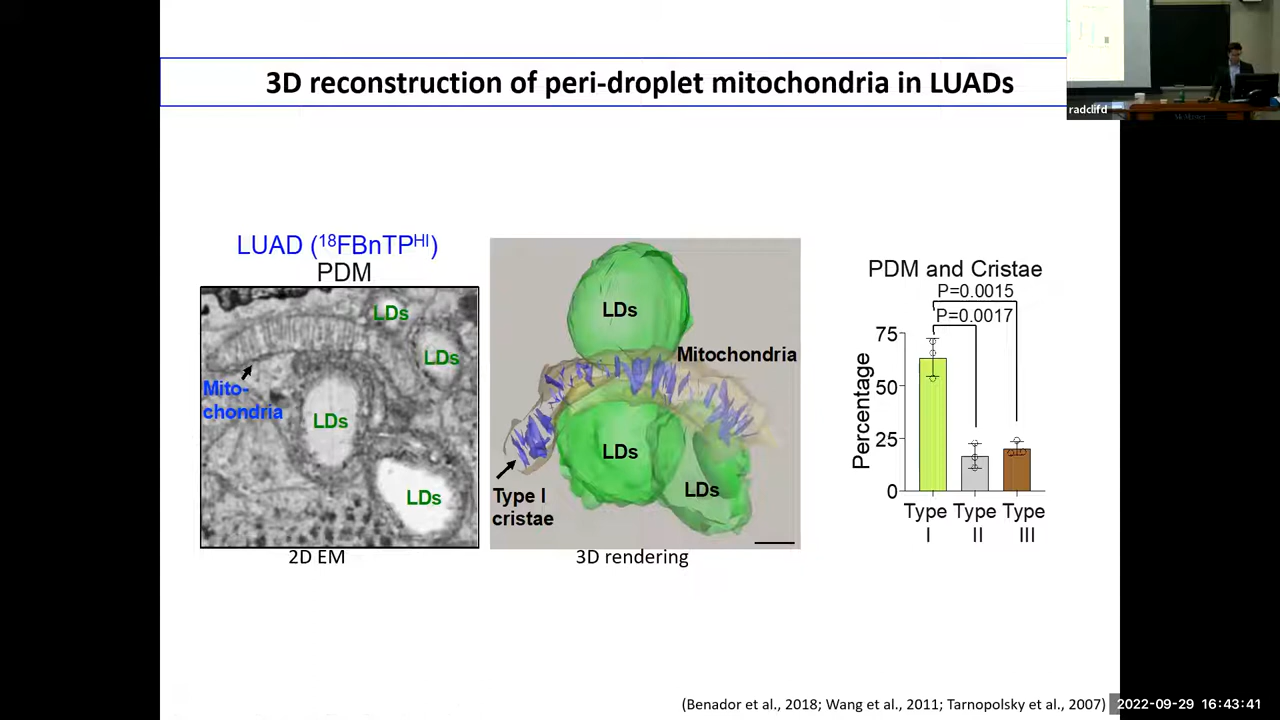 3D reconstruction of peri-droplet mitochondria in LUADs
radclifd
LUAD (18FBnTPHI)
PDM
LDs
LDs
Mito-
chondria
LDs
LDs
2D EM
LDs
Mitochondria
LDs
LDs
Type I
cristae
3D rendering
PDM and Cristae
P=0.0015
P=0.0017
Percentage
75
50
25
0
Type Type Type
I II III
(Benador et al., 2018; Wang et al., 2011; Tarnopolsky et al., 2007)
2022-09-29 16:43:41